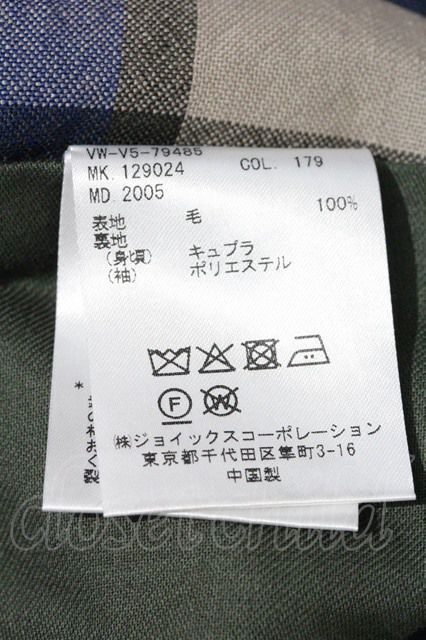 VW-V5-79485
MK. 129024 COL. 179
MD. 2005
表地 毛 100%
裏地
(身頃) キュプラ
(袖) ポリエステル
F W
㈱ジョイックスコーポレーション
東京都千代田区隼町3-16
中国製
closet child